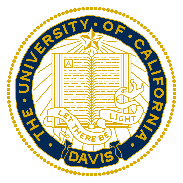 THE UNIVERSITY OF CALIFORNIA
A
LET THERE BE
LIGHT
DAVIS